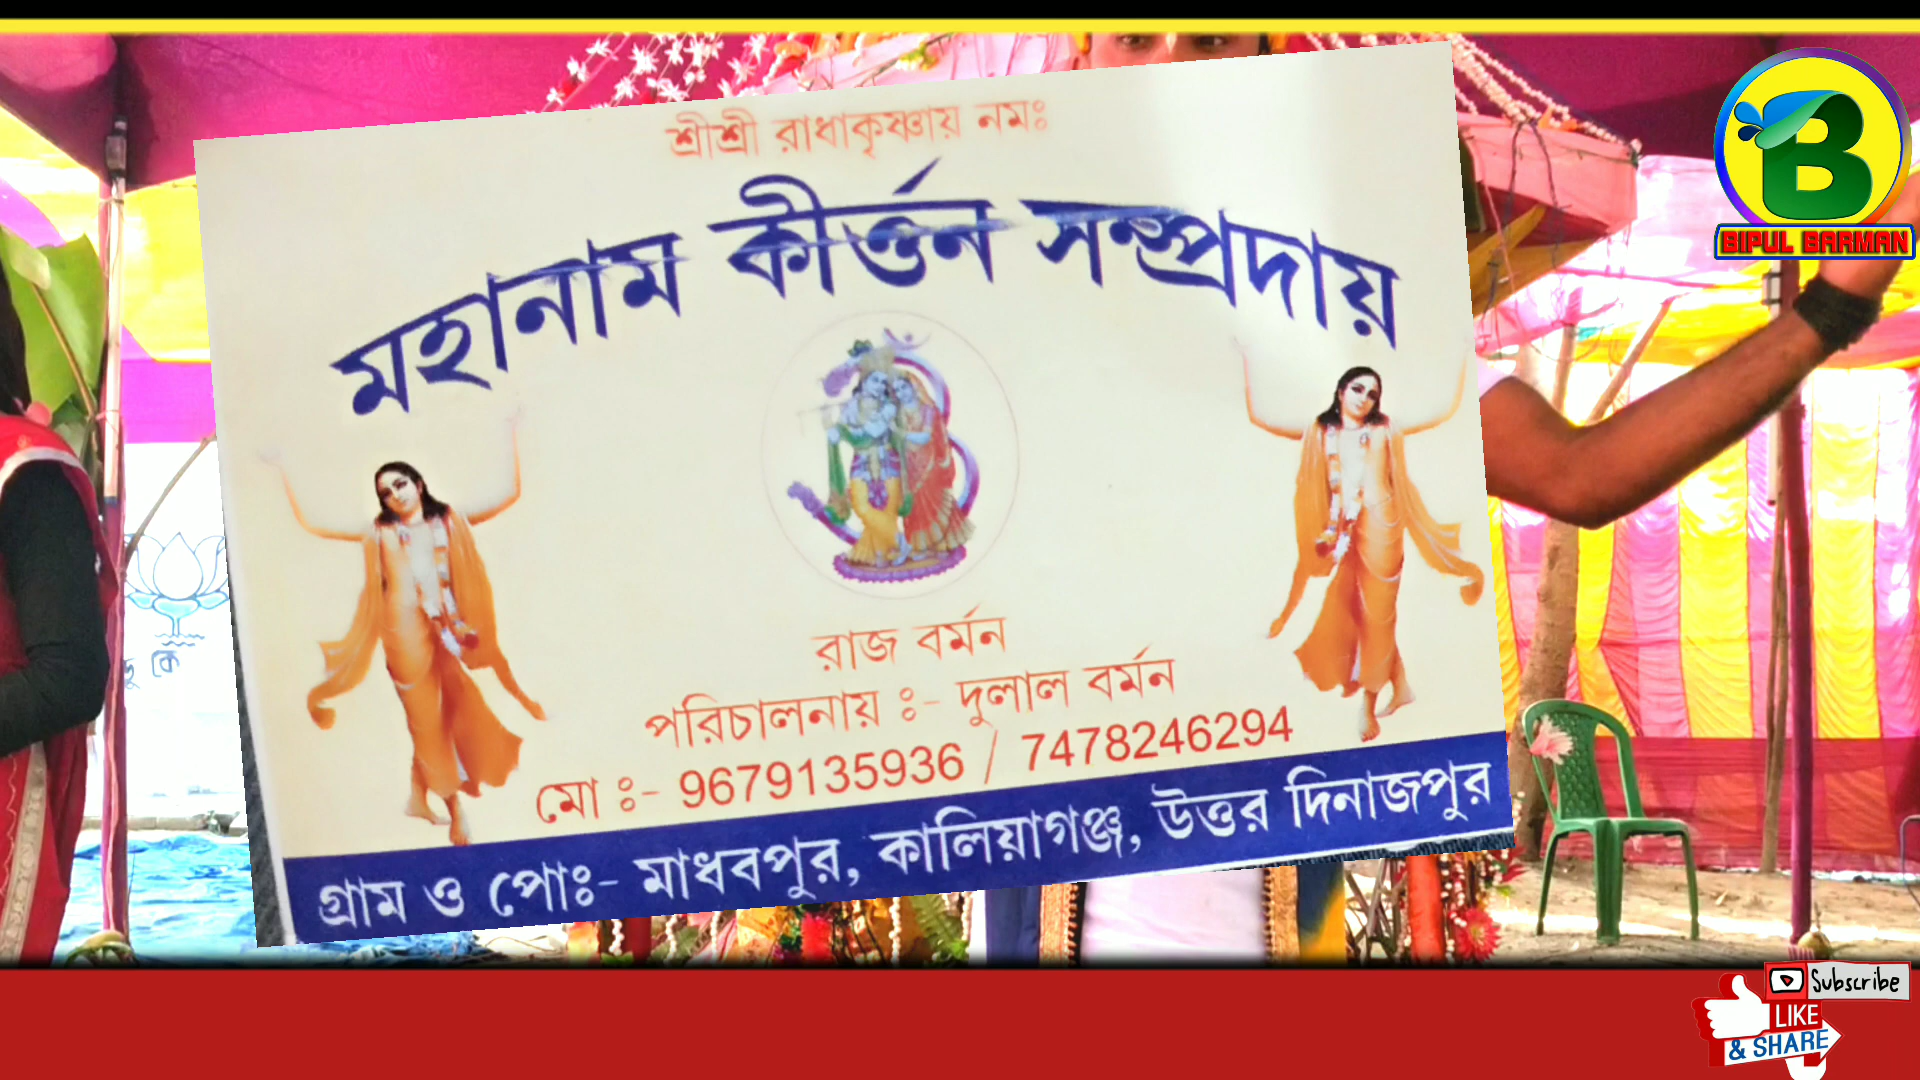 শ্রীশ্রী রাধাকৃষ্ণায় নমঃ
মহানাম কীর্ত্তন সম্প্রদায়
রাজ বর্মন
পরিচালনায় ঃ- দুলাল বর্মন
মো ঃ- 9679135936 / 7478246294
গ্রাম ও পোঃ- মাধবপুর, কালিয়াগঞ্জ, উত্তর দিনাজপুর
B
BIPUL BARMAN
Subscribe
LIKE
& SHARE